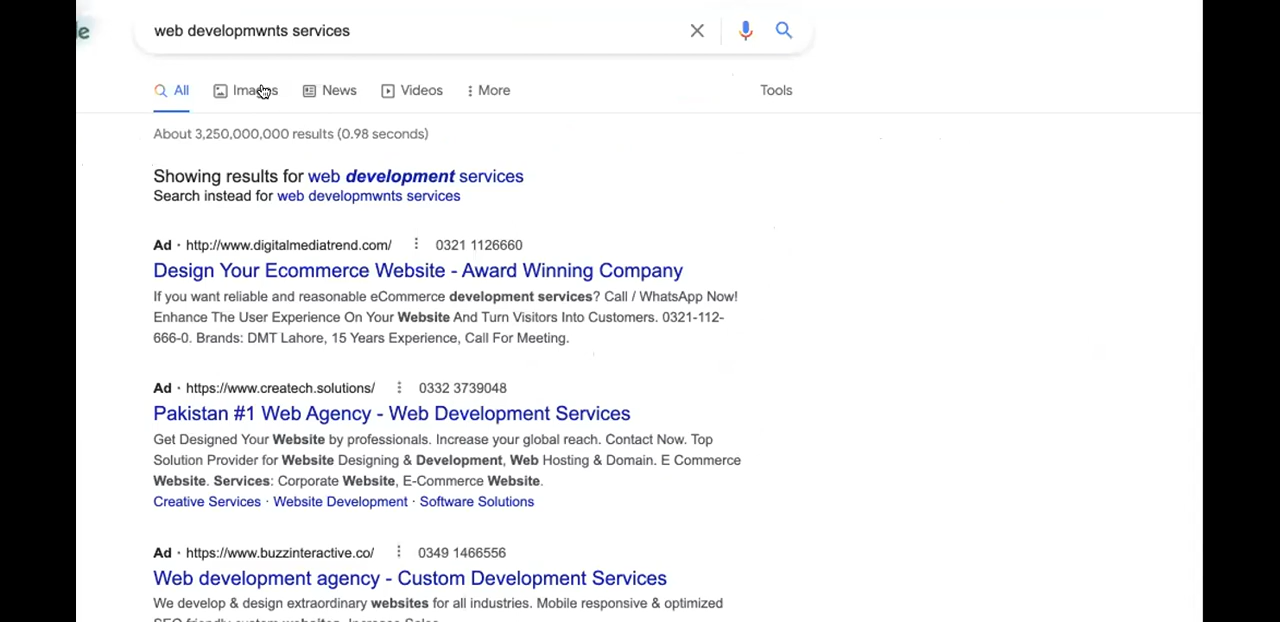 web developmwnts services
All Images News Videos More Tools
About 3,250,000,000 results (0.98 seconds)
Showing results for web development services
Search instead for web developmwnts services
Ad · http://www.digitalmediatrend.com/ 0321 1126660
Design Your Ecommerce Website - Award Winning Company
If you want reliable and reasonable eCommerce development services? Call / WhatsApp Now!
Enhance The User Experience On Your Website And Turn Visitors Into Customers. 0321-112-
666-0. Brands: DMT Lahore, 15 Years Experience, Call For Meeting.
Ad · https://www.createch.solutions/ 0332 3739048
Pakistan #1 Web Agency - Web Development Services
Get Designed Your Website by professionals. Increase your global reach. Contact Now. Top
Solution Provider for Website Designing & Development, Web Hosting & Domain. E Commerce
Website. Services: Corporate Website, E-Commerce Website.
Creative Services · Website Development · Software Solutions
Ad · https://www.buzzinteractive.co/ 0349 1466556
Web development agency - Custom Development Services
We develop & design extraordinary websites for all industries. Mobile responsive & optimized